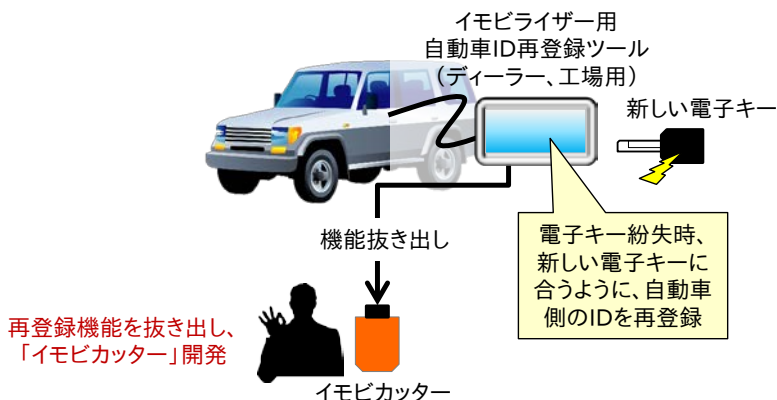 イモビライザー用
自動車ID再登録ツール
（ディーラー、工場用）
新しい電子キー
電子キー紛失時、
新しい電子キーに
合うように、自動車
側のIDを再登録
機能抜き出し
再登録機能を抜き出し、
「イモビカッター」開発
イモビカッター